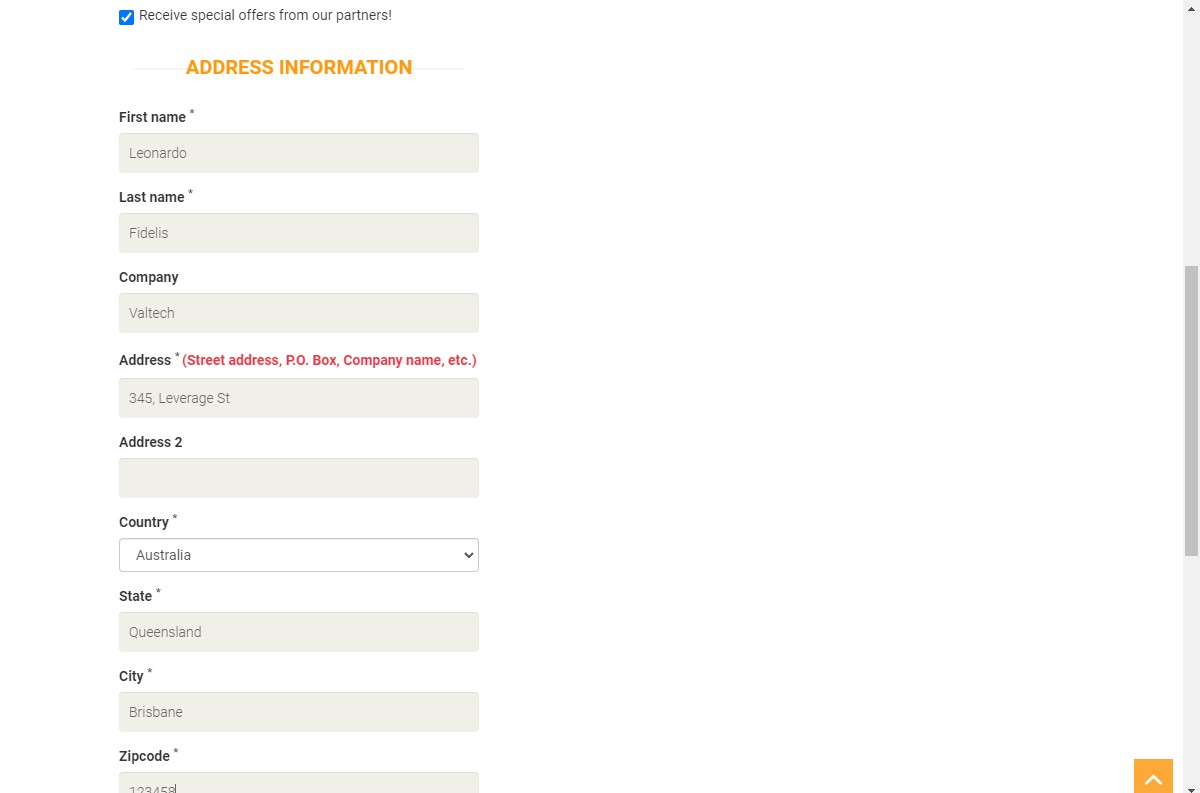 Receive special offers from our partners!
ADDRESS INFORMATION
First name *
Leonardo
Last name *
Fidelis
Company
Valtech
Address * (Street address, P.O. Box, Company name, etc.)
345, Leverage St
Address 2
Country *
Australia
State *
Queensland
City *
Brisbane
Zipcode *
123458